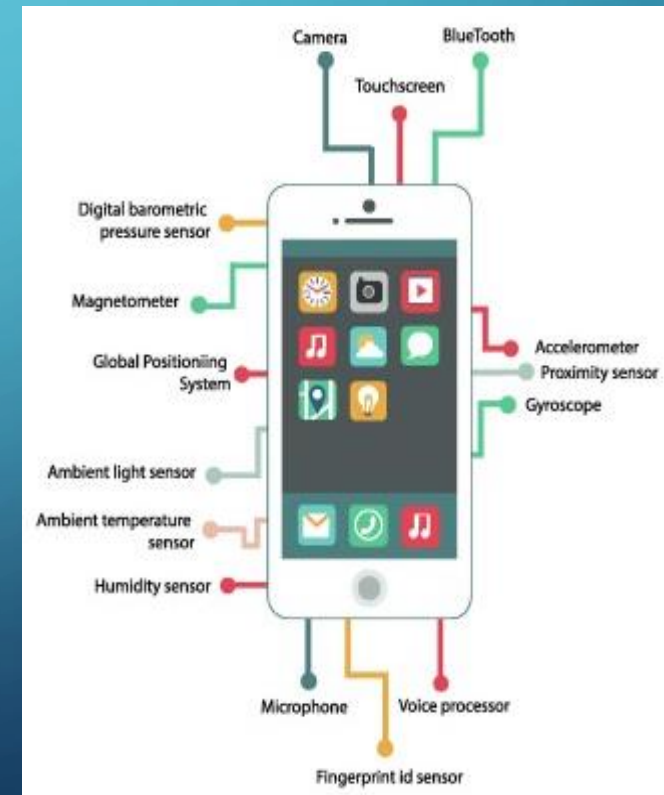 Camera
BlueTooth
Touchscreen
Digital barometric
pressure sensor
Magnetometer
Global Positioniing
System
Accelerometer
Proximity sensor
Gyroscope
Ambient light sensor
Ambient temperature
sensor
Humidity sensor
Microphone
Voice processor
Fingerprint id sensor